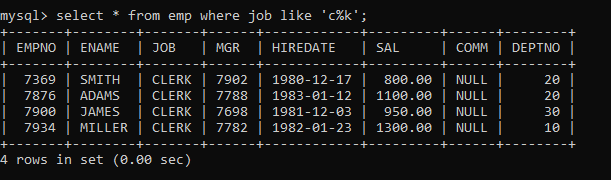 mysql> select * from emp where job like 'c%k';
+-------+--------+-------+------+------------+---------+------+--------+
| EMPNO | ENAME  | JOB   | MGR  | HIREDATE   | SAL     | COMM | DEPTNO |
+-------+--------+-------+------+------------+---------+------+--------+
|  7369 | SMITH  | CLERK | 7902 | 1980-12-17 |  800.00 | NULL |     20 |
|  7876 | ADAMS  | CLERK | 7788 | 1983-01-12 | 1100.00 | NULL |     20 |
|  7900 | JAMES  | CLERK | 7698 | 1981-12-03 |  950.00 | NULL |     30 |
|  7934 | MILLER | CLERK | 7782 | 1982-01-23 | 1300.00 | NULL |     10 |
+-------+--------+-------+------+------------+---------+------+--------+
4 rows in set (0.00 sec)